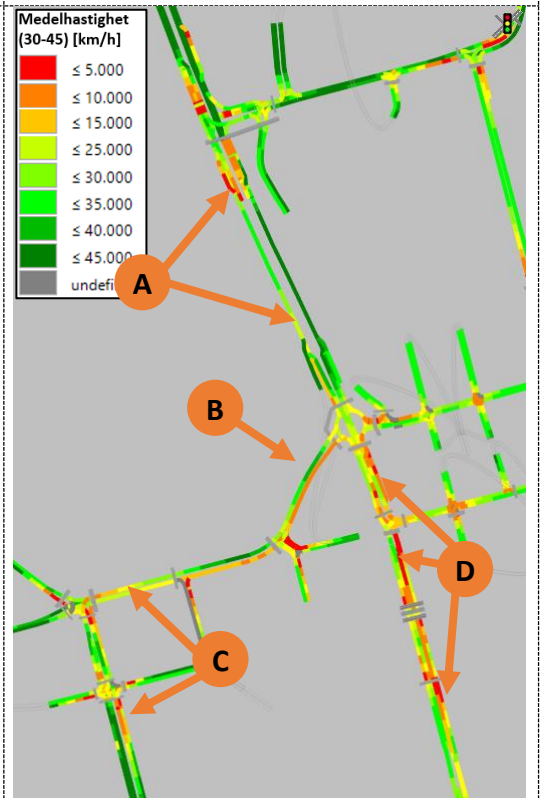 Medelhastighet
(30-45) [km/h]
≤ 5.000
≤ 10.000
≤ 15.000
≤ 25.000
≤ 30.000
≤ 35.000
≤ 40.000
≤ 45.000
undefi
A
B
D
C